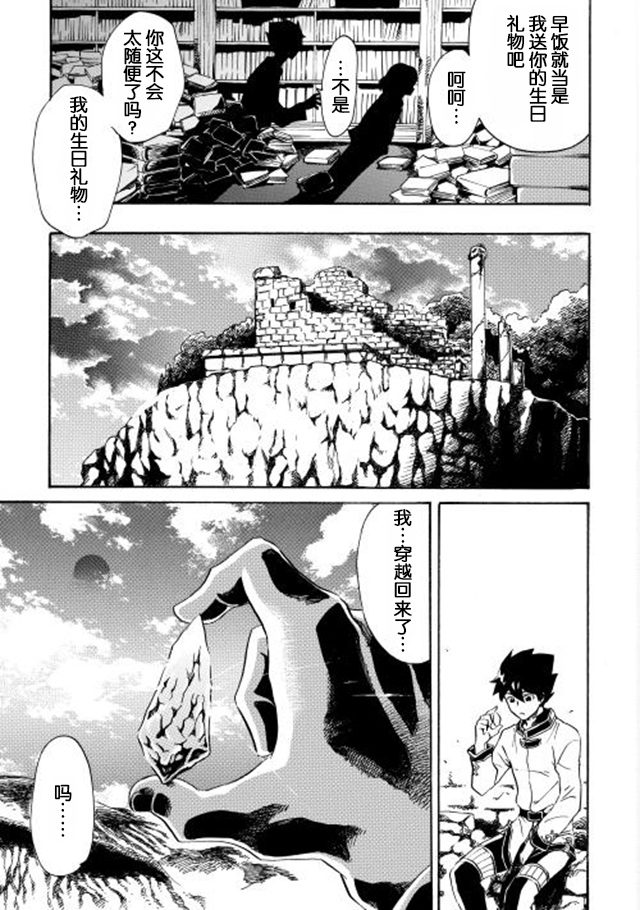 早饭就当是
我送你的生日
礼物吧
呵呵…
…不是
你这不会
太随便了吗？
我的生日礼物…
我…穿越回来了…
吗……